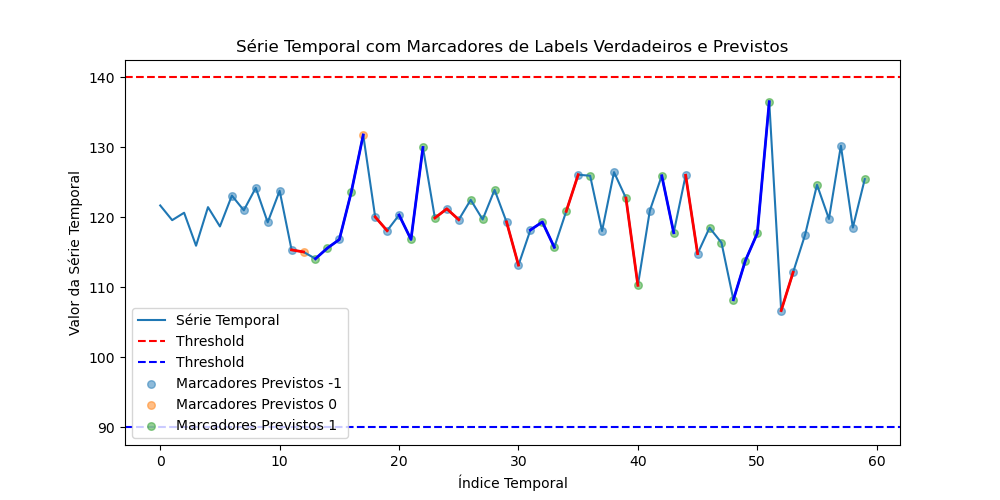 Série Temporal com Marcadores de Labels Verdadeiros e Previstos
Valor da Série Temporal
140
130
120
110
100
90
Série Temporal
Threshold
Threshold
Marcadores Previstos -1
Marcadores Previstos 0
Marcadores Previstos 1
0
10
20
30
40
50
60
Índice Temporal